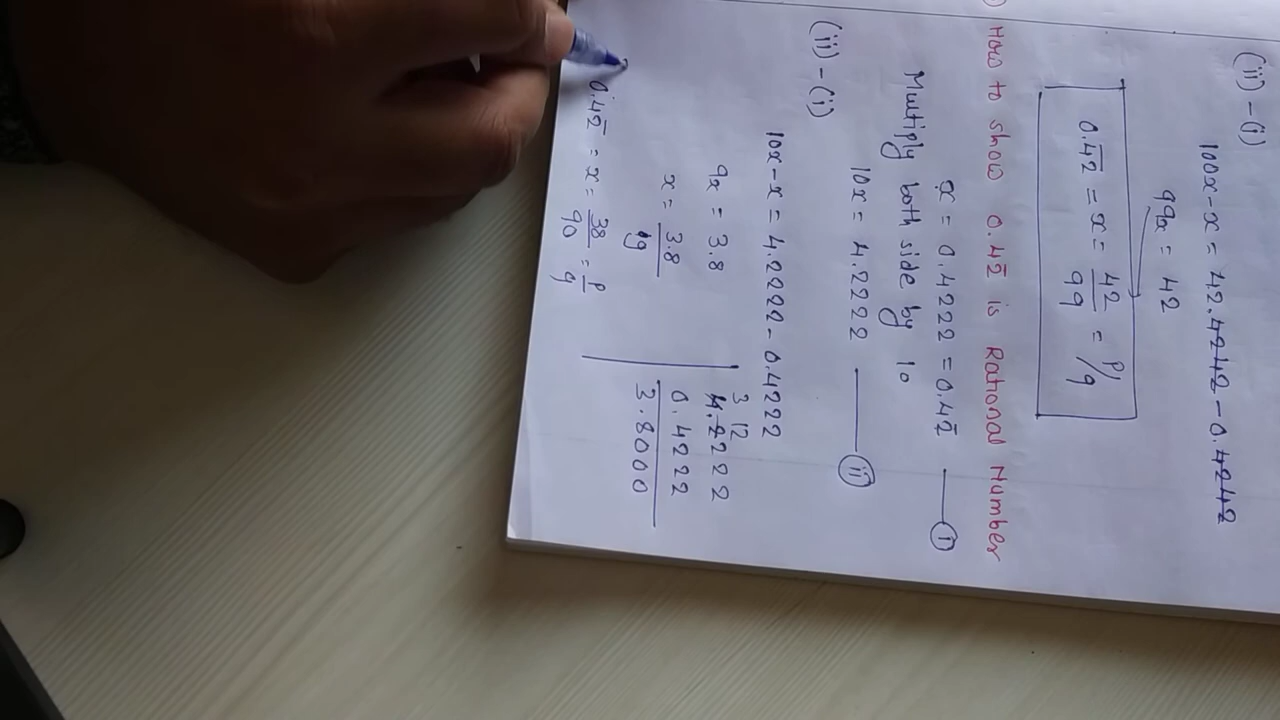 (ii) - (i)
100x - x = 42.4242 - 0.4242
99x = 42
0.4̅2̅ = x = 42/99 = P/q
) How to show 0.42̅ is Rational Number
x = 0.4222 = 0.42̅ — (i)
Multiply both side by 10
10x = 4.2222 — (ii)
(ii) - (i)
10x - x = 4.2222 - 0.4222
9x = 3.8
x = 3.8/9
0.42̅ = x = 38/90 = P/q
3 12
4.2222
0.4222
3.8000